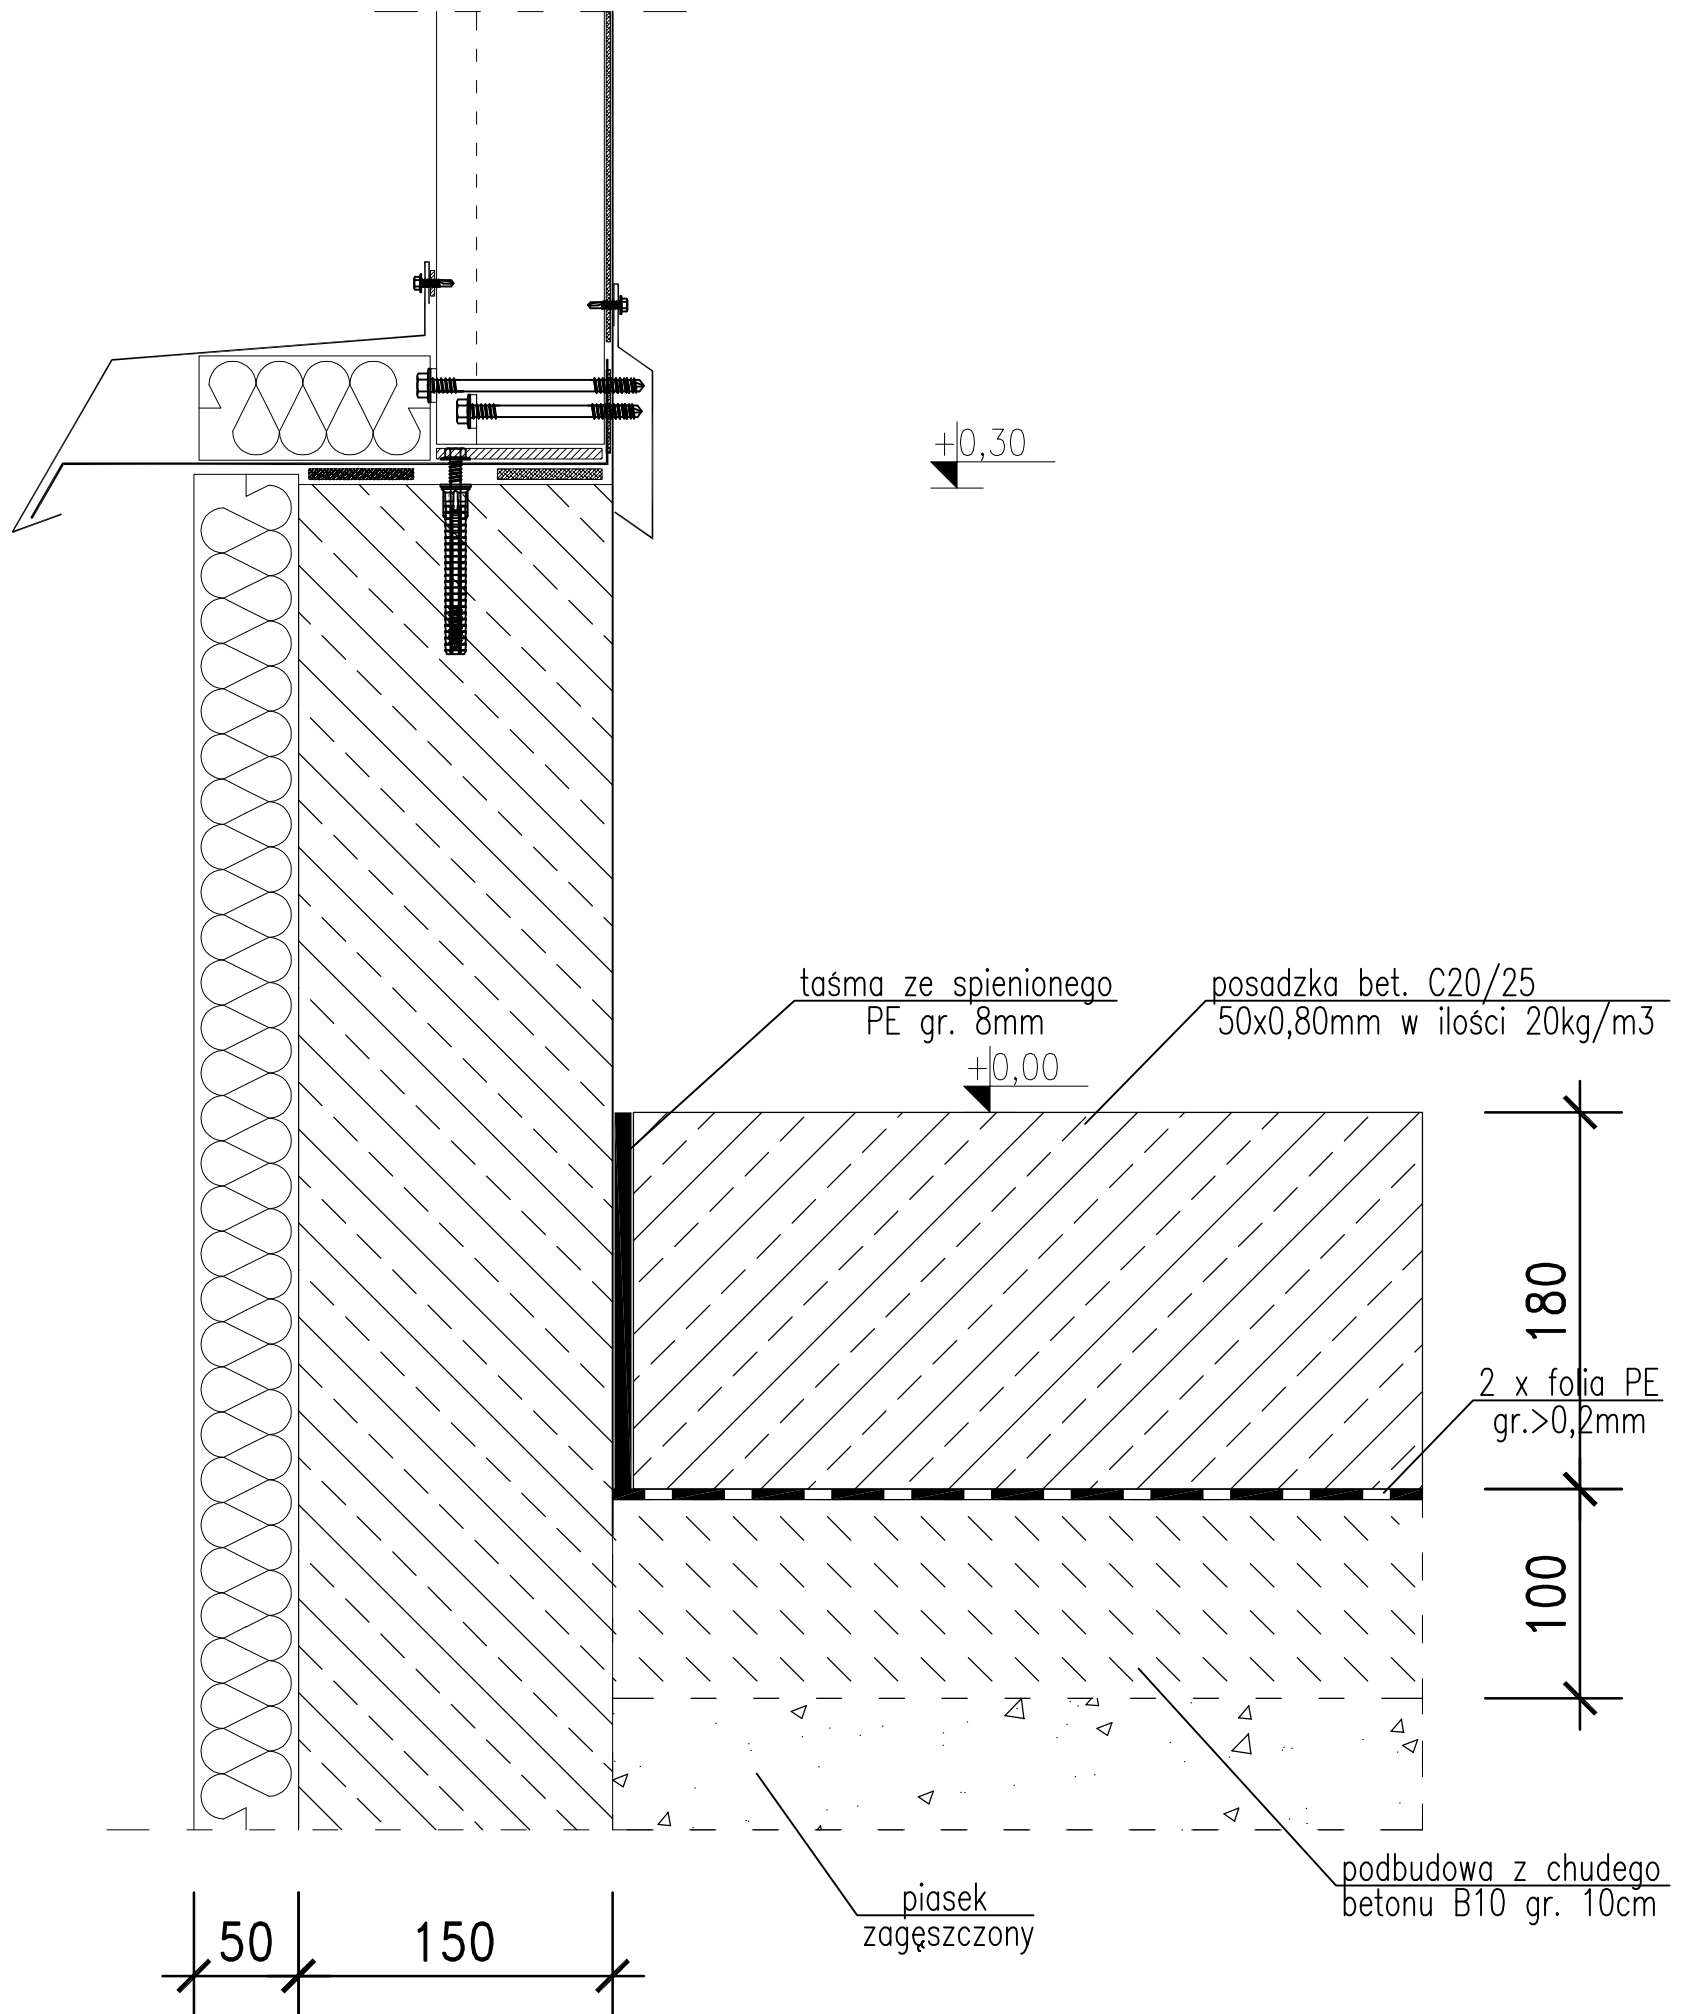 +0,30
taśma ze spienionego
PE gr. 8mm
posadzka bet. C20/25
50x0,80mm w ilości 20kg/m3
+0,00
180
2 x folia PE
gr.>0,2mm
100
podbudowa z chudego
betonu B10 gr. 10cm
piasek
zagęszczony
50
150